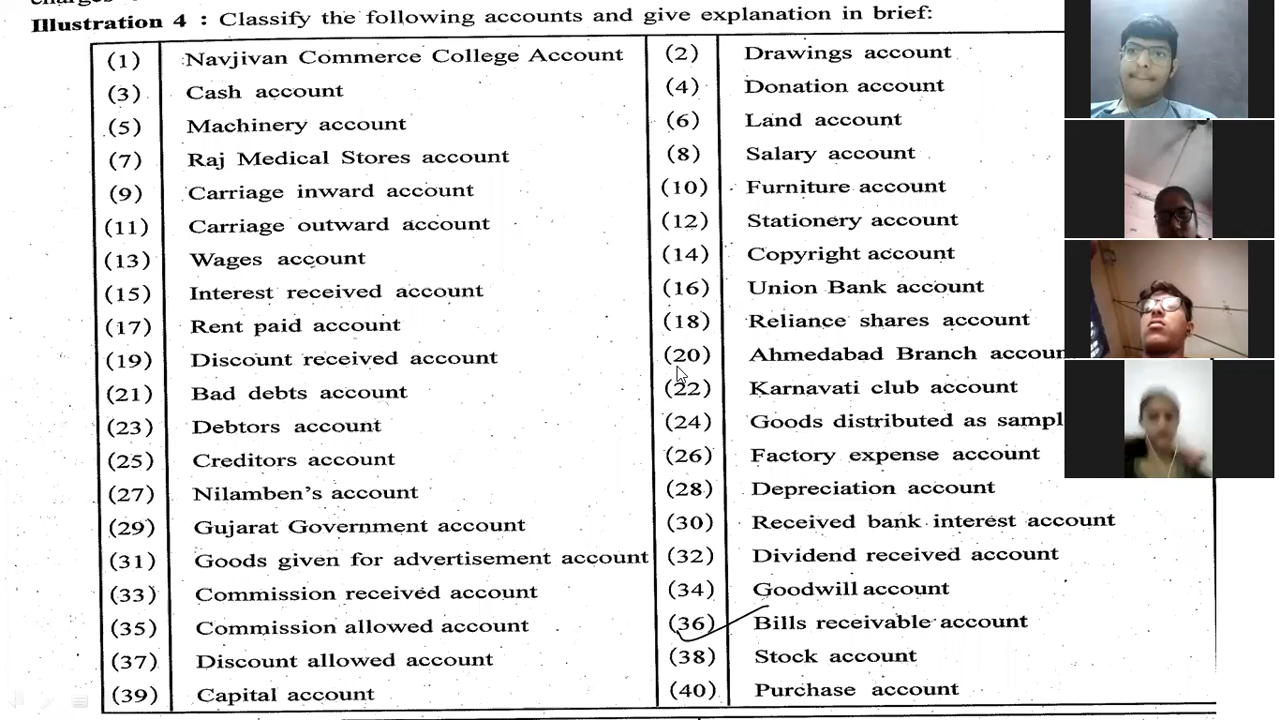 Illustration 4 : Classify the following accounts and give explanation in brief:
(1) Navjivan Commerce College Account (2) Drawings account
(3) Cash account (4) Donation account
(5) Machinery account (6) Land account
(7) Raj Medical Stores account (8) Salary account
(9) Carriage inward account (10) Furniture account
(11) Carriage outward account (12) Stationery account
(13) Wages account (14) Copyright account
(15) Interest received account (16) Union Bank account
(17) Rent paid account (18) Reliance shares account
(19) Discount received account (20) Ahmedabad Branch accoun
(21) Bad debts account (22) Karnavati club account
(23) Debtors account (24) Goods distributed as sampl
(25) Creditors account (26) Factory expense account
(27) Nilamben's account (28) Depreciation account
(29) Gujarat Government account (30) Received bank interest account
(31) Goods given for advertisement account (32) Dividend received account
(33) Commission received account (34) Goodwill account
(35) Commission allowed account (36) Bills receivable account
(37) Discount allowed account (38) Stock account
(39) Capital account (40) Purchase account